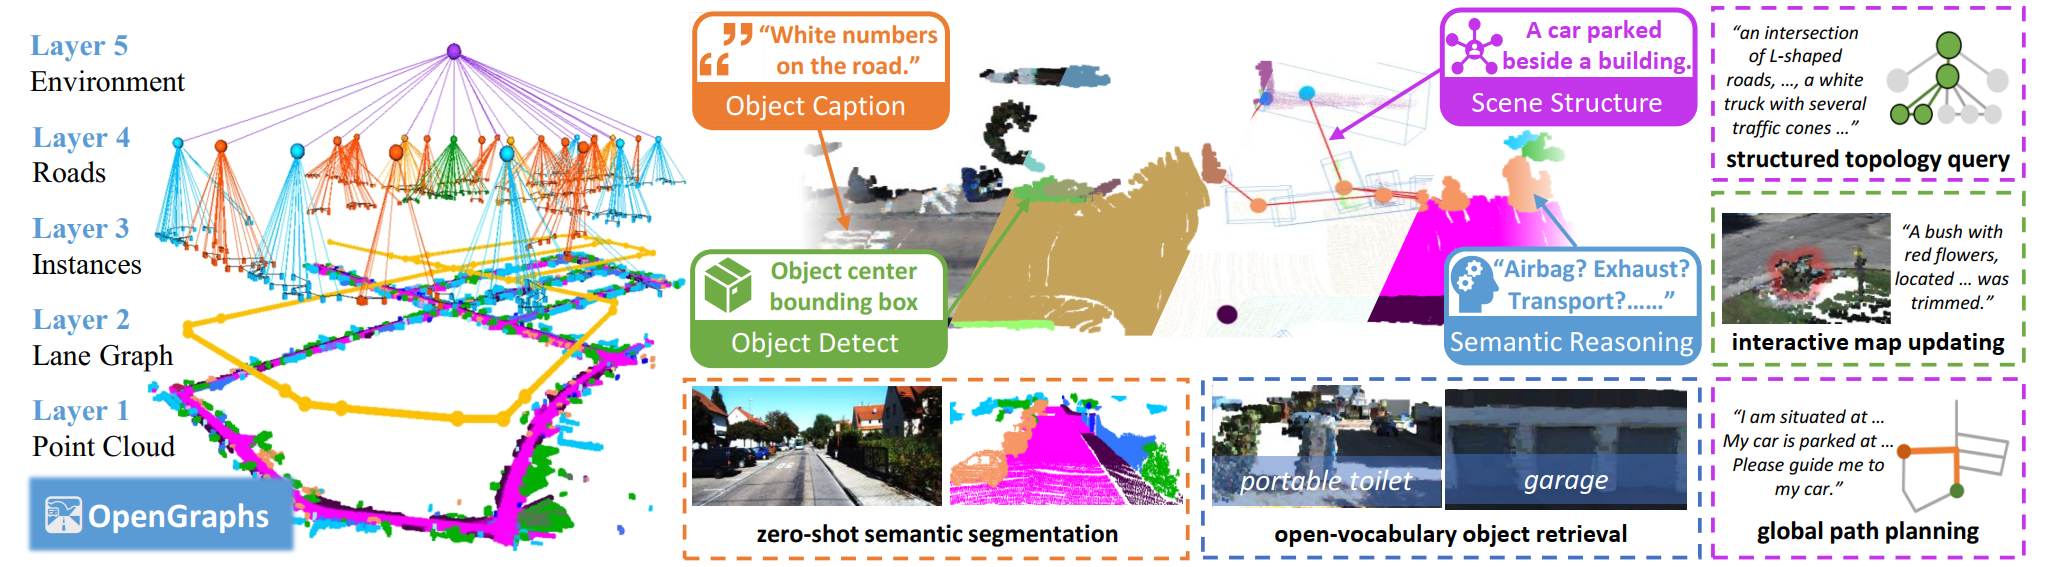 Layer 5
Environment
Layer 4
Roads
Layer 3
Instances
Layer 2
Lane Graph
Layer 1
Point Cloud
OpenGraphs
“White numbers
on the road.”
Object Caption
Object center
bounding box
Object Detect
A car parked
beside a building.
Scene Structure
“Airbag? Exhaust?
Transport?......”
Semantic Reasoning
zero-shot semantic segmentation
portable toilet
garage
open-vocabulary object retrieval
“an intersection
of L-shaped
roads, ..., a white
truck with several
traffic cones ...”
structured topology query
“A bush with
red flowers,
located ... was
trimmed.”
interactive map updating
“I am situated at ...
My car is parked at ...
Please guide me to
my car.”
global path planning